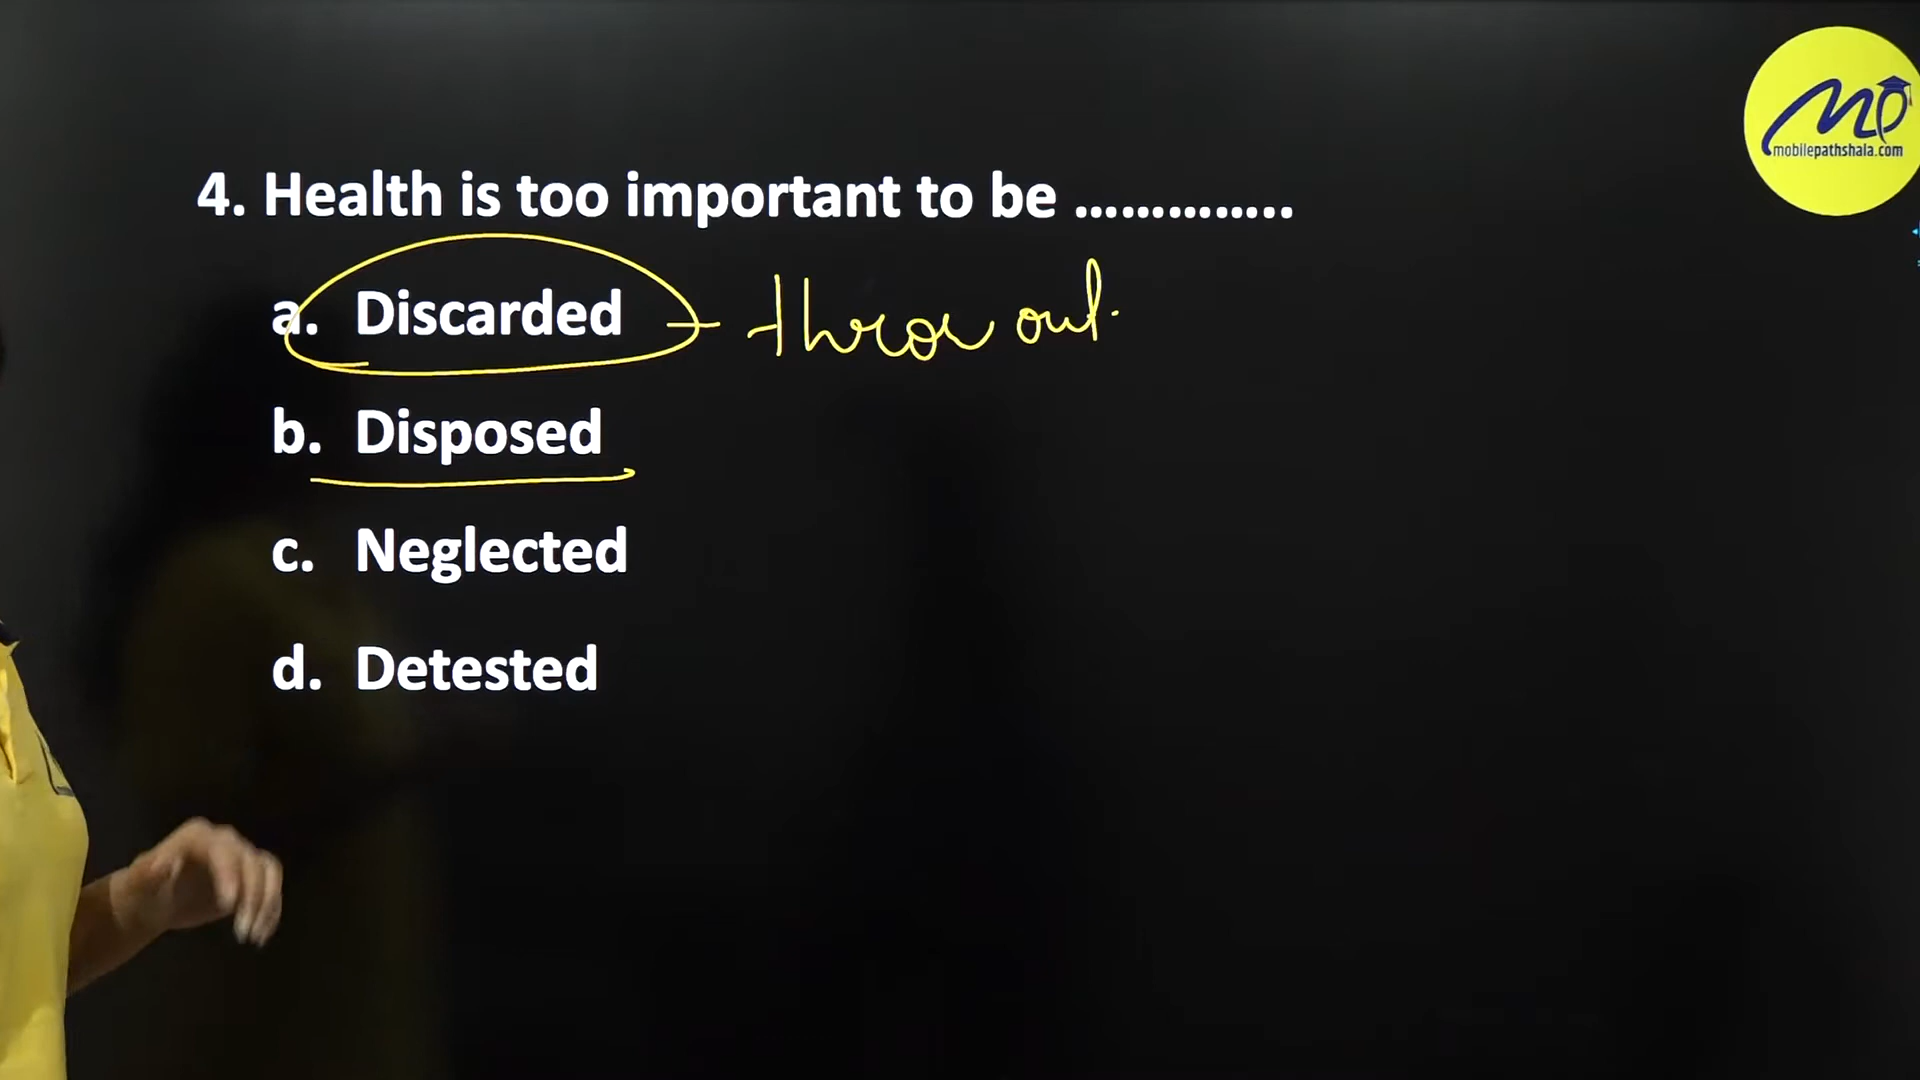 mobilepathshala.com
4. Health is too important to be ..............
a. Discarded - throw out.
b. Disposed
c. Neglected
d. Detested